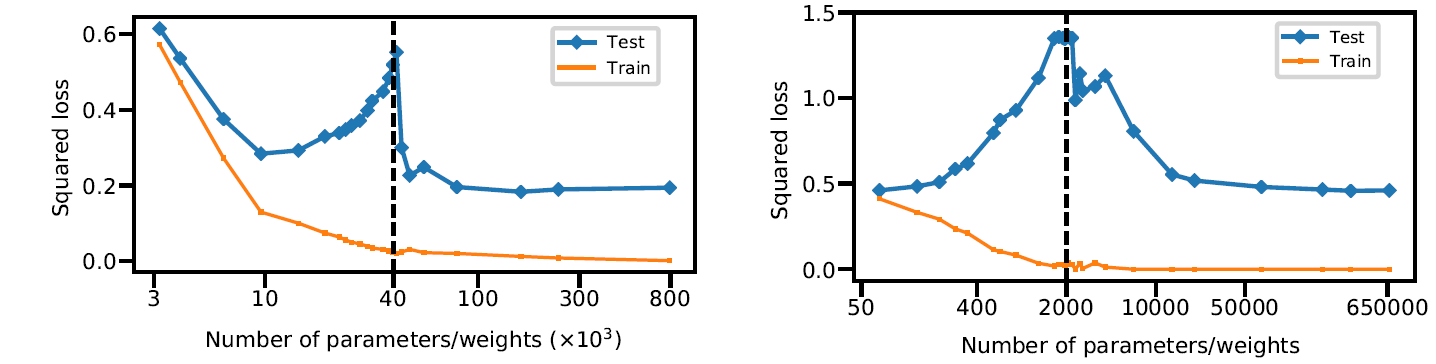 Squared loss
0.6
0.4
0.2
0.0
Test
Train
3
10
40
100
300
800
Number of parameters/weights (×10³)
Squared loss
1.5
1.0
0.5
0.0
Test
Train
50
400
2000
10000
50000
650000
Number of parameters/weights